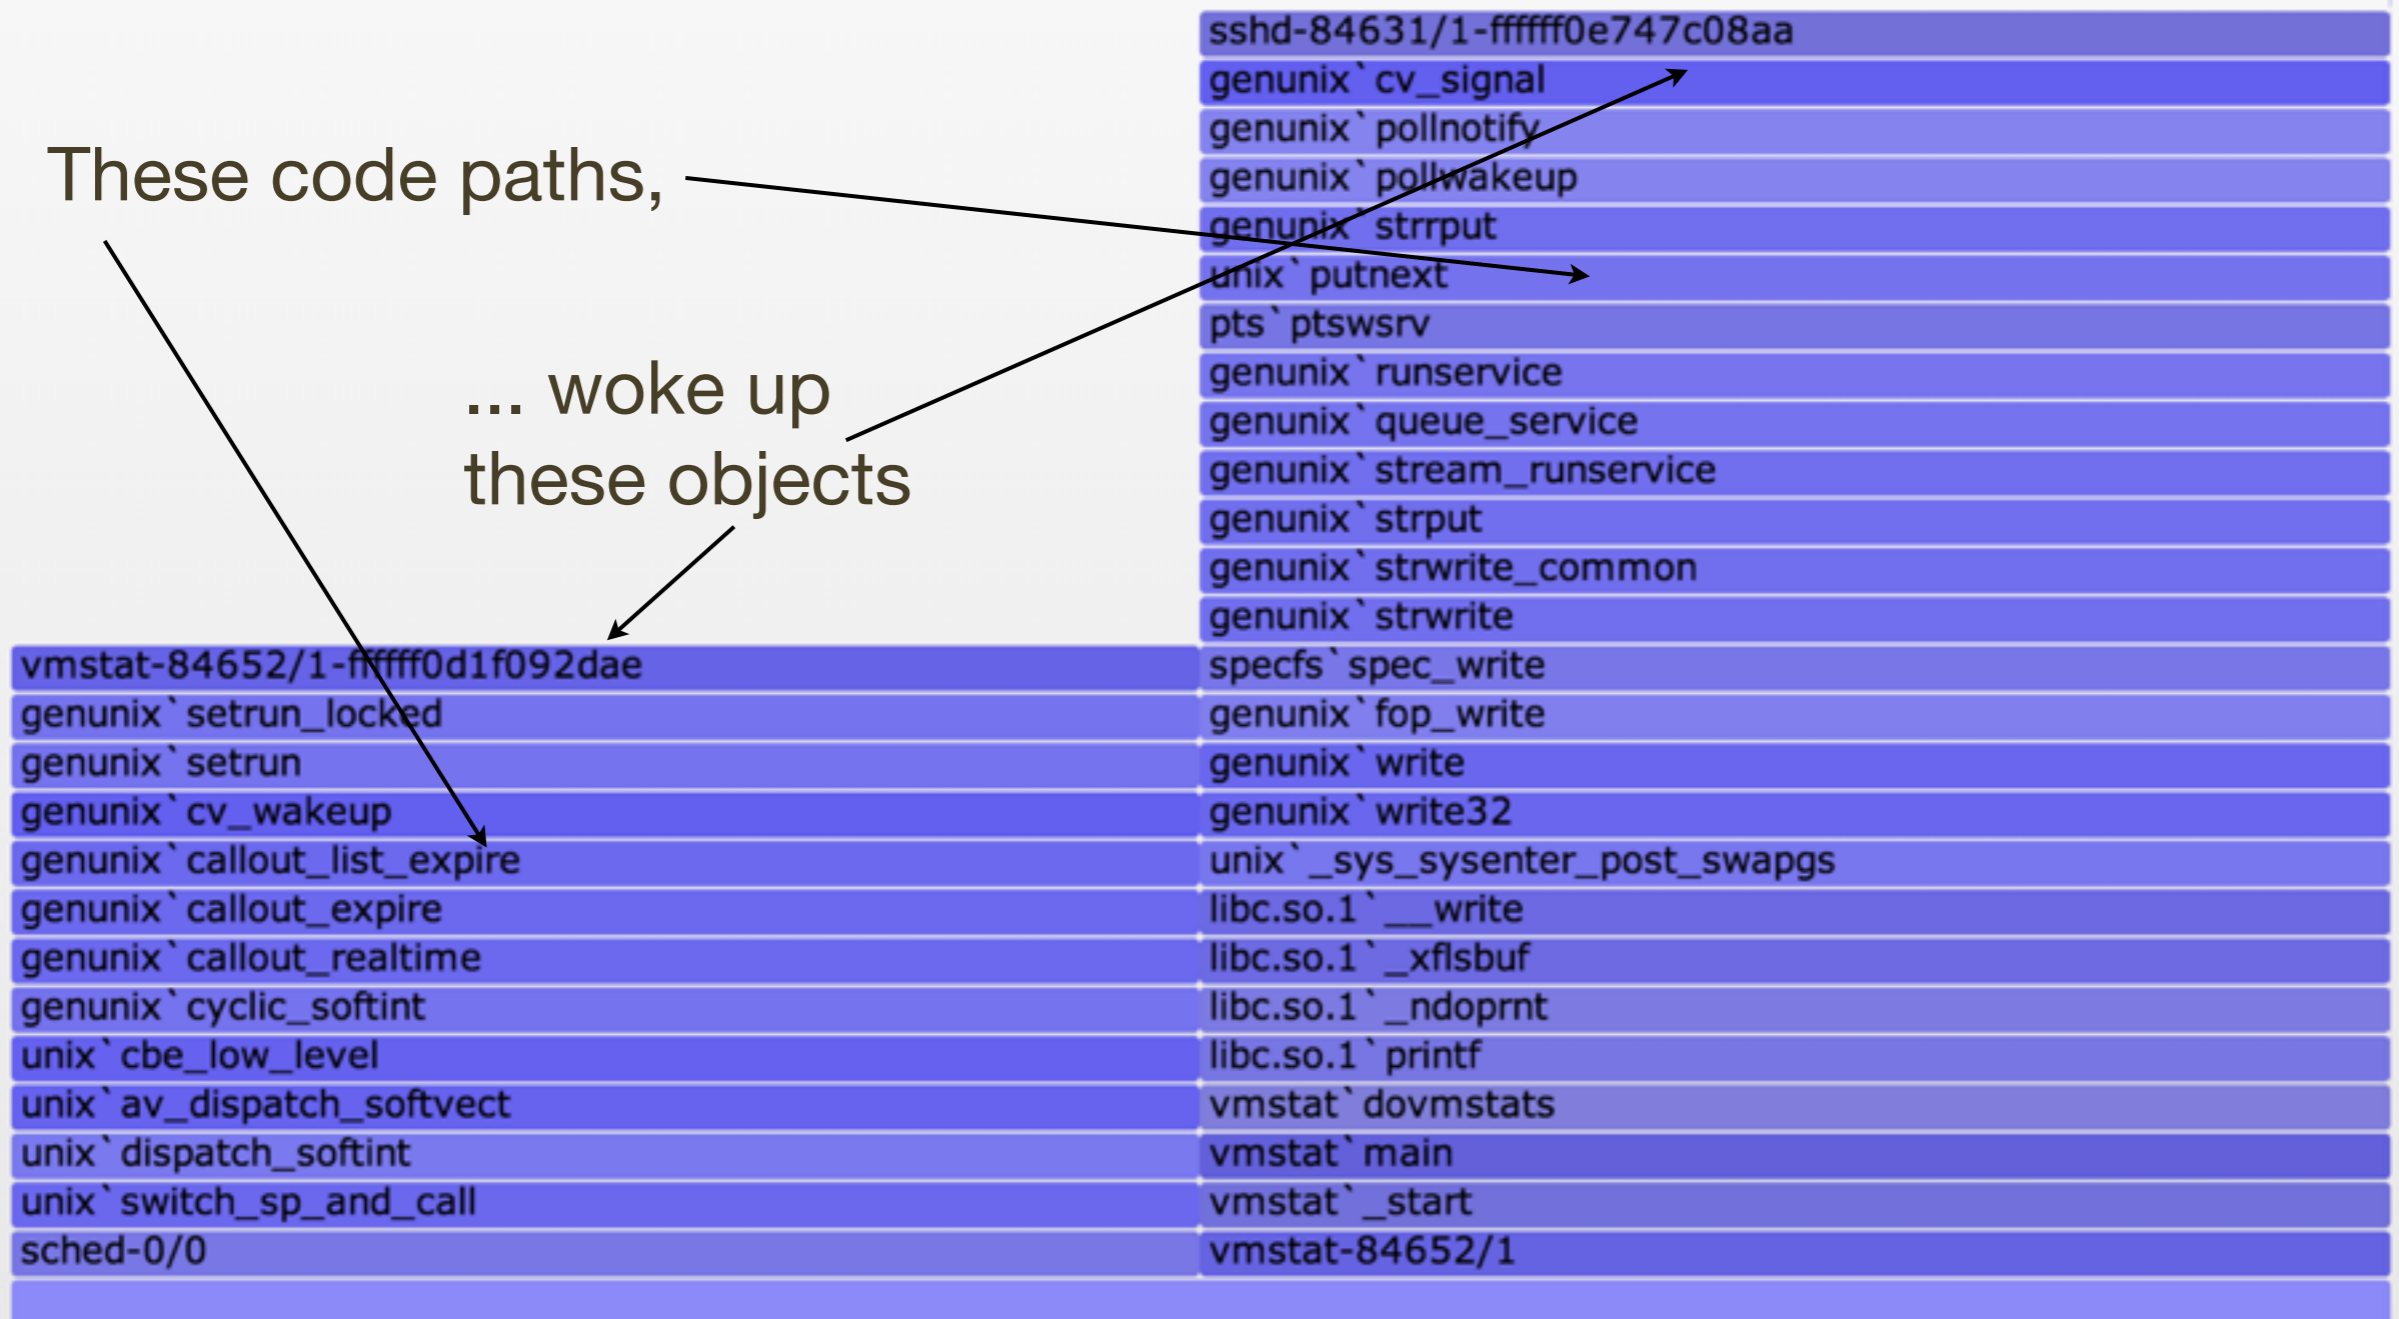 These code paths,
... woke up
these objects
sshd-84631/1-ffffff0e747c08aa
genunix`cv_signal
genunix`pollnotify
genunix`pollwakeup
genunix`strrput
unix`putnext
pts`ptswsrv
genunix`runservice
genunix`queue_service
genunix`stream_runservice
genunix`strput
genunix`strwrite_common
genunix`strwrite
specfs`spec_write
genunix`fop_write
genunix`write
genunix`write32
unix`_sys_sysenter_post_swapgs
libc.so.1`__write
libc.so.1`_xflsbuf
libc.so.1`_ndoprnt
libc.so.1`printf
vmstat`dovmstats
vmstat`main
vmstat`_start
vmstat-84652/1
vmstat-84652/1-ffffff0d1f092dae
genunix`setrun_locked
genunix`setrun
genunix`cv_wakeup
genunix`callout_list_expire
genunix`callout_expire
genunix`callout_realtime
genunix`cyclic_softint
unix`cbe_low_level
unix`av_dispatch_softvect
unix`dispatch_softint
unix`switch_sp_and_call
sched-0/0